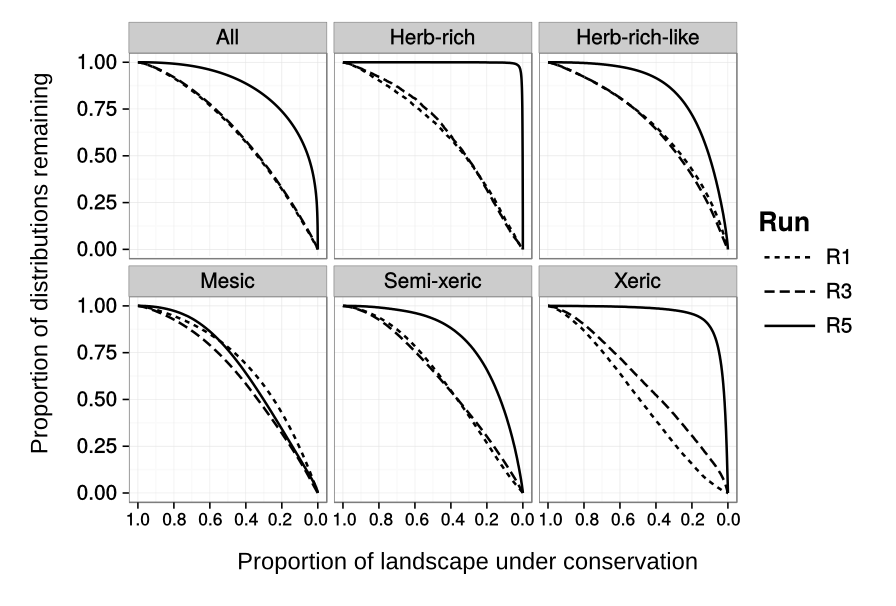 All Herb-rich Herb-rich-like
1.00
0.75
0.50
0.25
0.00
Mesic Semi-xeric Xeric
1.00
0.75
0.50
0.25
0.00
1.0 0.8 0.6 0.4 0.2 0.0 1.0 0.8 0.6 0.4 0.2 0.0 1.0 0.8 0.6 0.4 0.2 0.0
Proportion of distributions remaining
Proportion of landscape under conservation
Run
R1
R3
R5